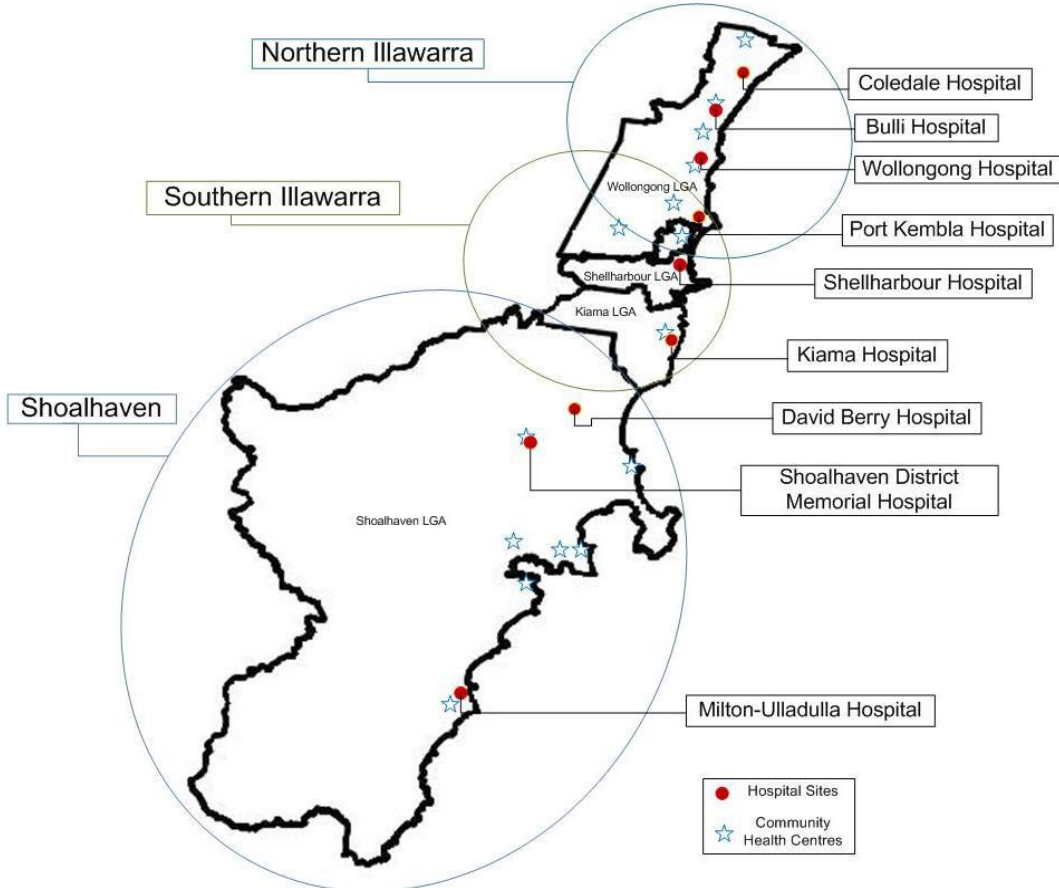 Northern Illawarra
Coledale Hospital
Bulli Hospital
Wollongong Hospital
Southern Illawarra
Wollongong LGA
Port Kembla Hospital
Shellharbour LGA
Shellharbour Hospital
Kiama LGA
Kiama Hospital
Shoalhaven
David Berry Hospital
Shoalhaven District
Memorial Hospital
Shoalhaven LGA
Milton-Ulladulla Hospital
Hospital Sites
Community
Health Centres